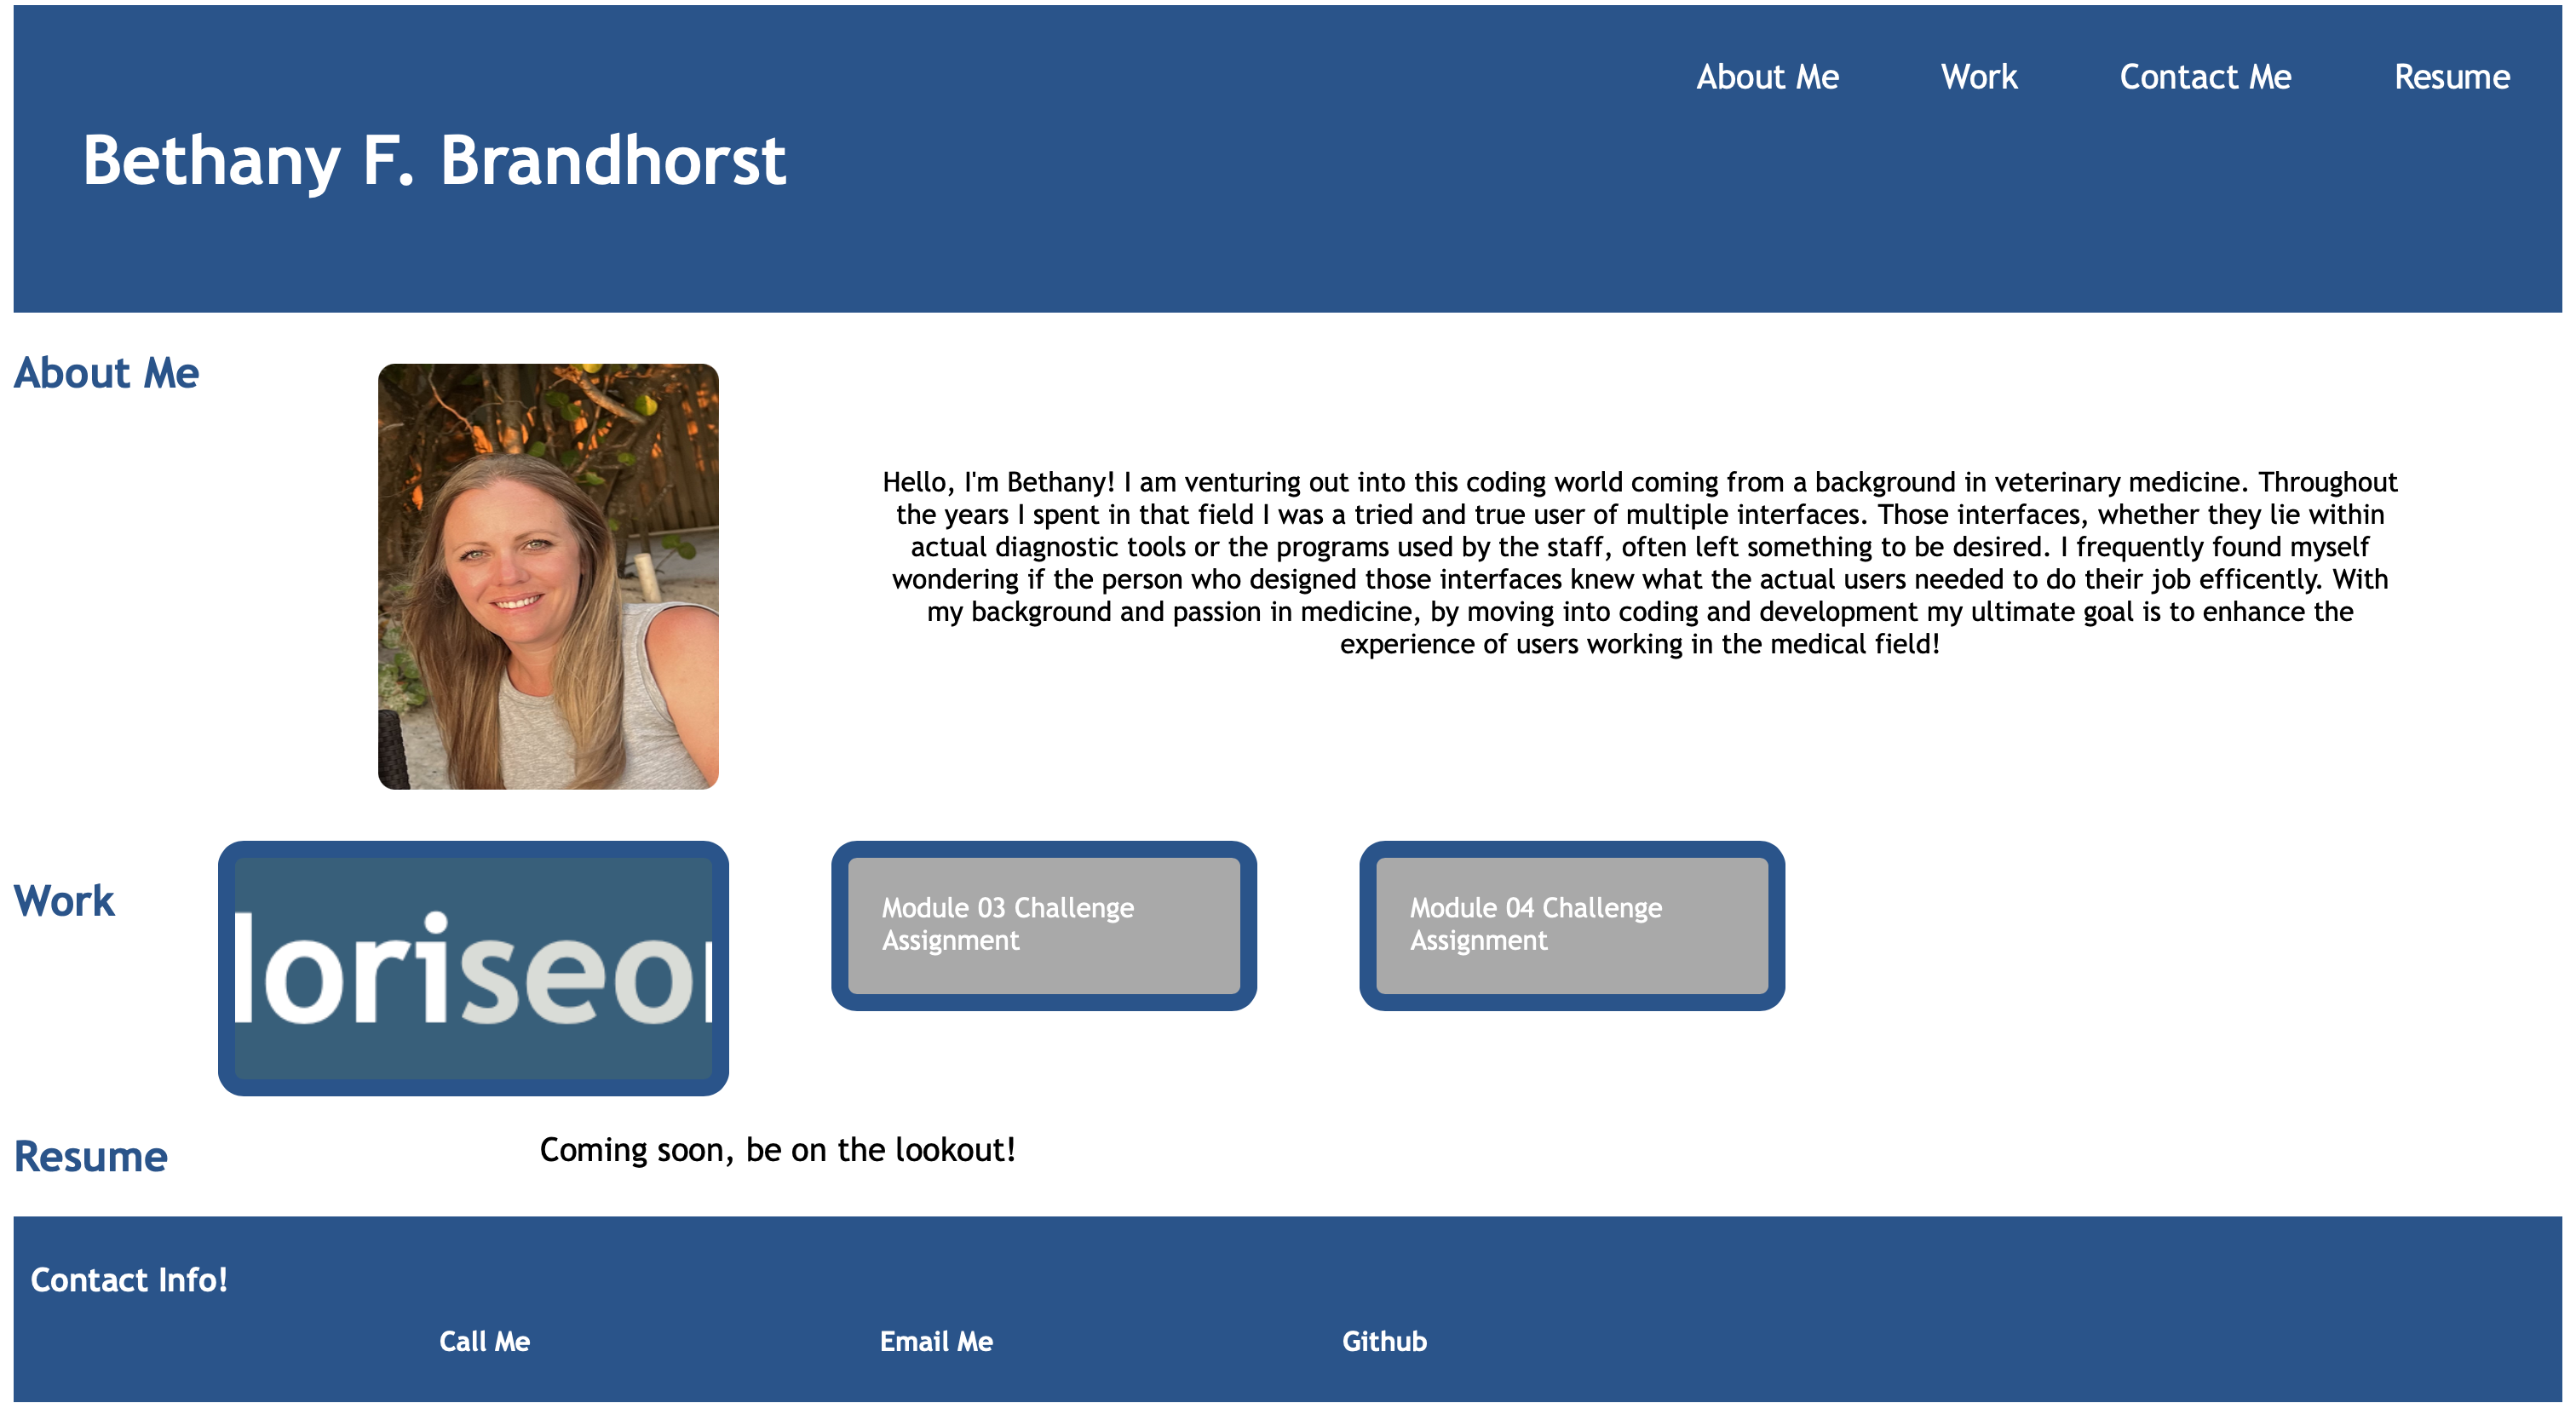 About Me Work Contact Me Resume
Bethany F. Brandhorst
About Me
Hello, I'm Bethany! I am venturing out into this coding world coming from a background in veterinary medicine. Throughout
the years I spent in that field I was a tried and true user of multiple interfaces. Those interfaces, whether they lie within
actual diagnostic tools or the programs used by the staff, often left something to be desired. I frequently found myself
wondering if the person who designed those interfaces knew what the actual users needed to do their job efficently. With
my background and passion in medicine, by moving into coding and development my ultimate goal is to enhance the
experience of users working in the medical field!
Work
loriseo
Module 03 Challenge
Assignment
Module 04 Challenge
Assignment
Resume
Coming soon, be on the lookout!
Contact Info!
Call Me Email Me Github